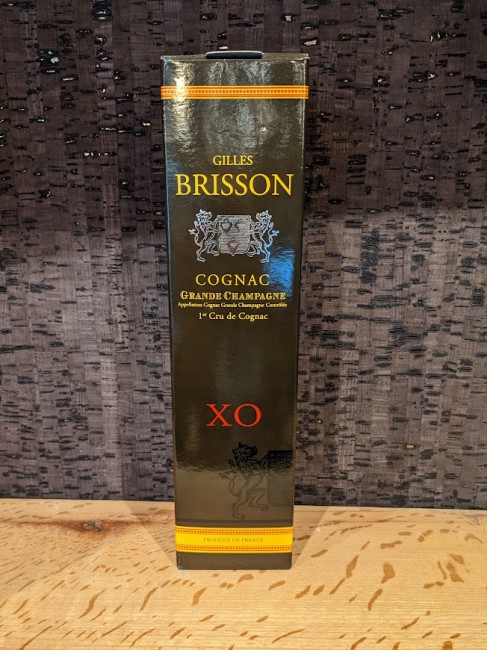 GILLES
BRISSON
COGNAC
GRANDE CHAMPAGNE
Appellation Cognac Grande Champagne Contrôlée
1er Cru de Cognac
XO
PRODUCE OF FRANCE